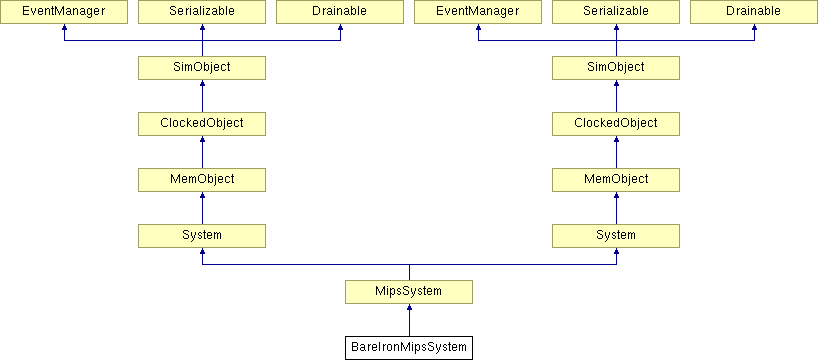 EventManager
Serializable
Drainable
EventManager
Serializable
Drainable
SimObject
SimObject
ClockedObject
ClockedObject
MemObject
MemObject
System
System
MipsSystem
BareIronMipsSystem